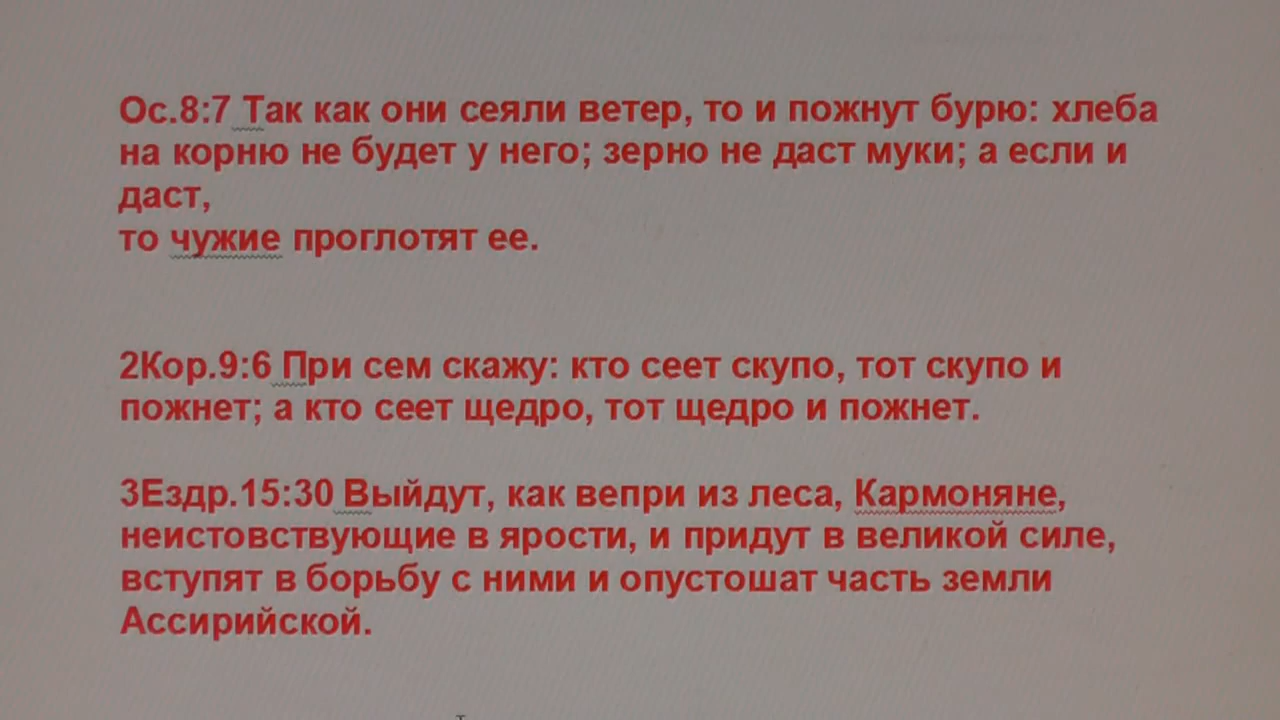 Ос.8:7 Так как они сеяли ветер, то и пожнут бурю: хлеба
на корню не будет у него; зерно не даст муки; а если и
даст,
то чужие проглотят ее.
2Кор.9:6 При сем скажу: кто сеет скупо, тот скупо и
пожнет; а кто сеет щедро, тот щедро и пожнет.
3Ездр.15:30 Выйдут, как вепри из леса, Кармоняне,
неистовствующие в ярости, и придут в великой силе,
вступят в борьбу с ними и опустошат часть земли
Ассирийской.